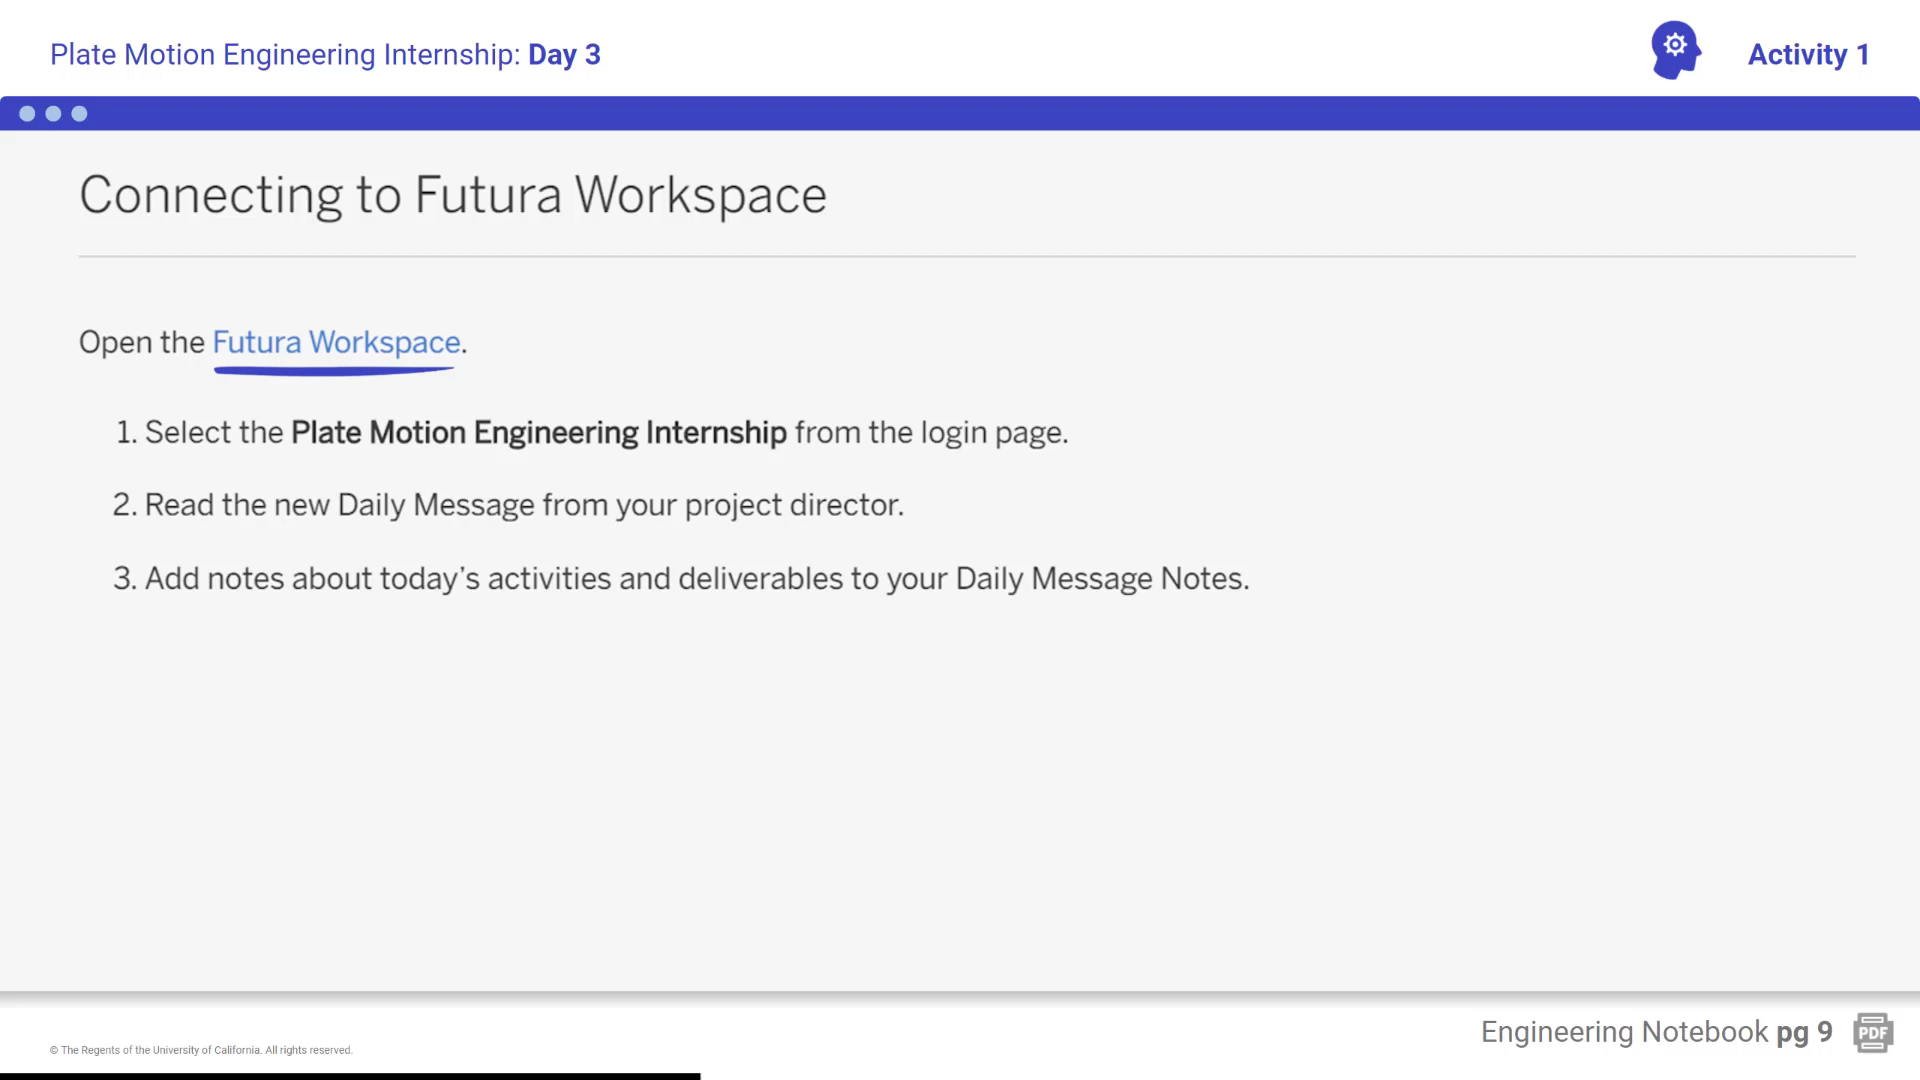 Plate Motion Engineering Internship: Day 3
Activity 1
Connecting to Futura Workspace
Open the Futura Workspace.
1. Select the Plate Motion Engineering Internship from the login page.
2. Read the new Daily Message from your project director.
3. Add notes about today’s activities and deliverables to your Daily Message Notes.
Engineering Notebook pg 9
PDF
© The Regents of the University of California. All rights reserved.